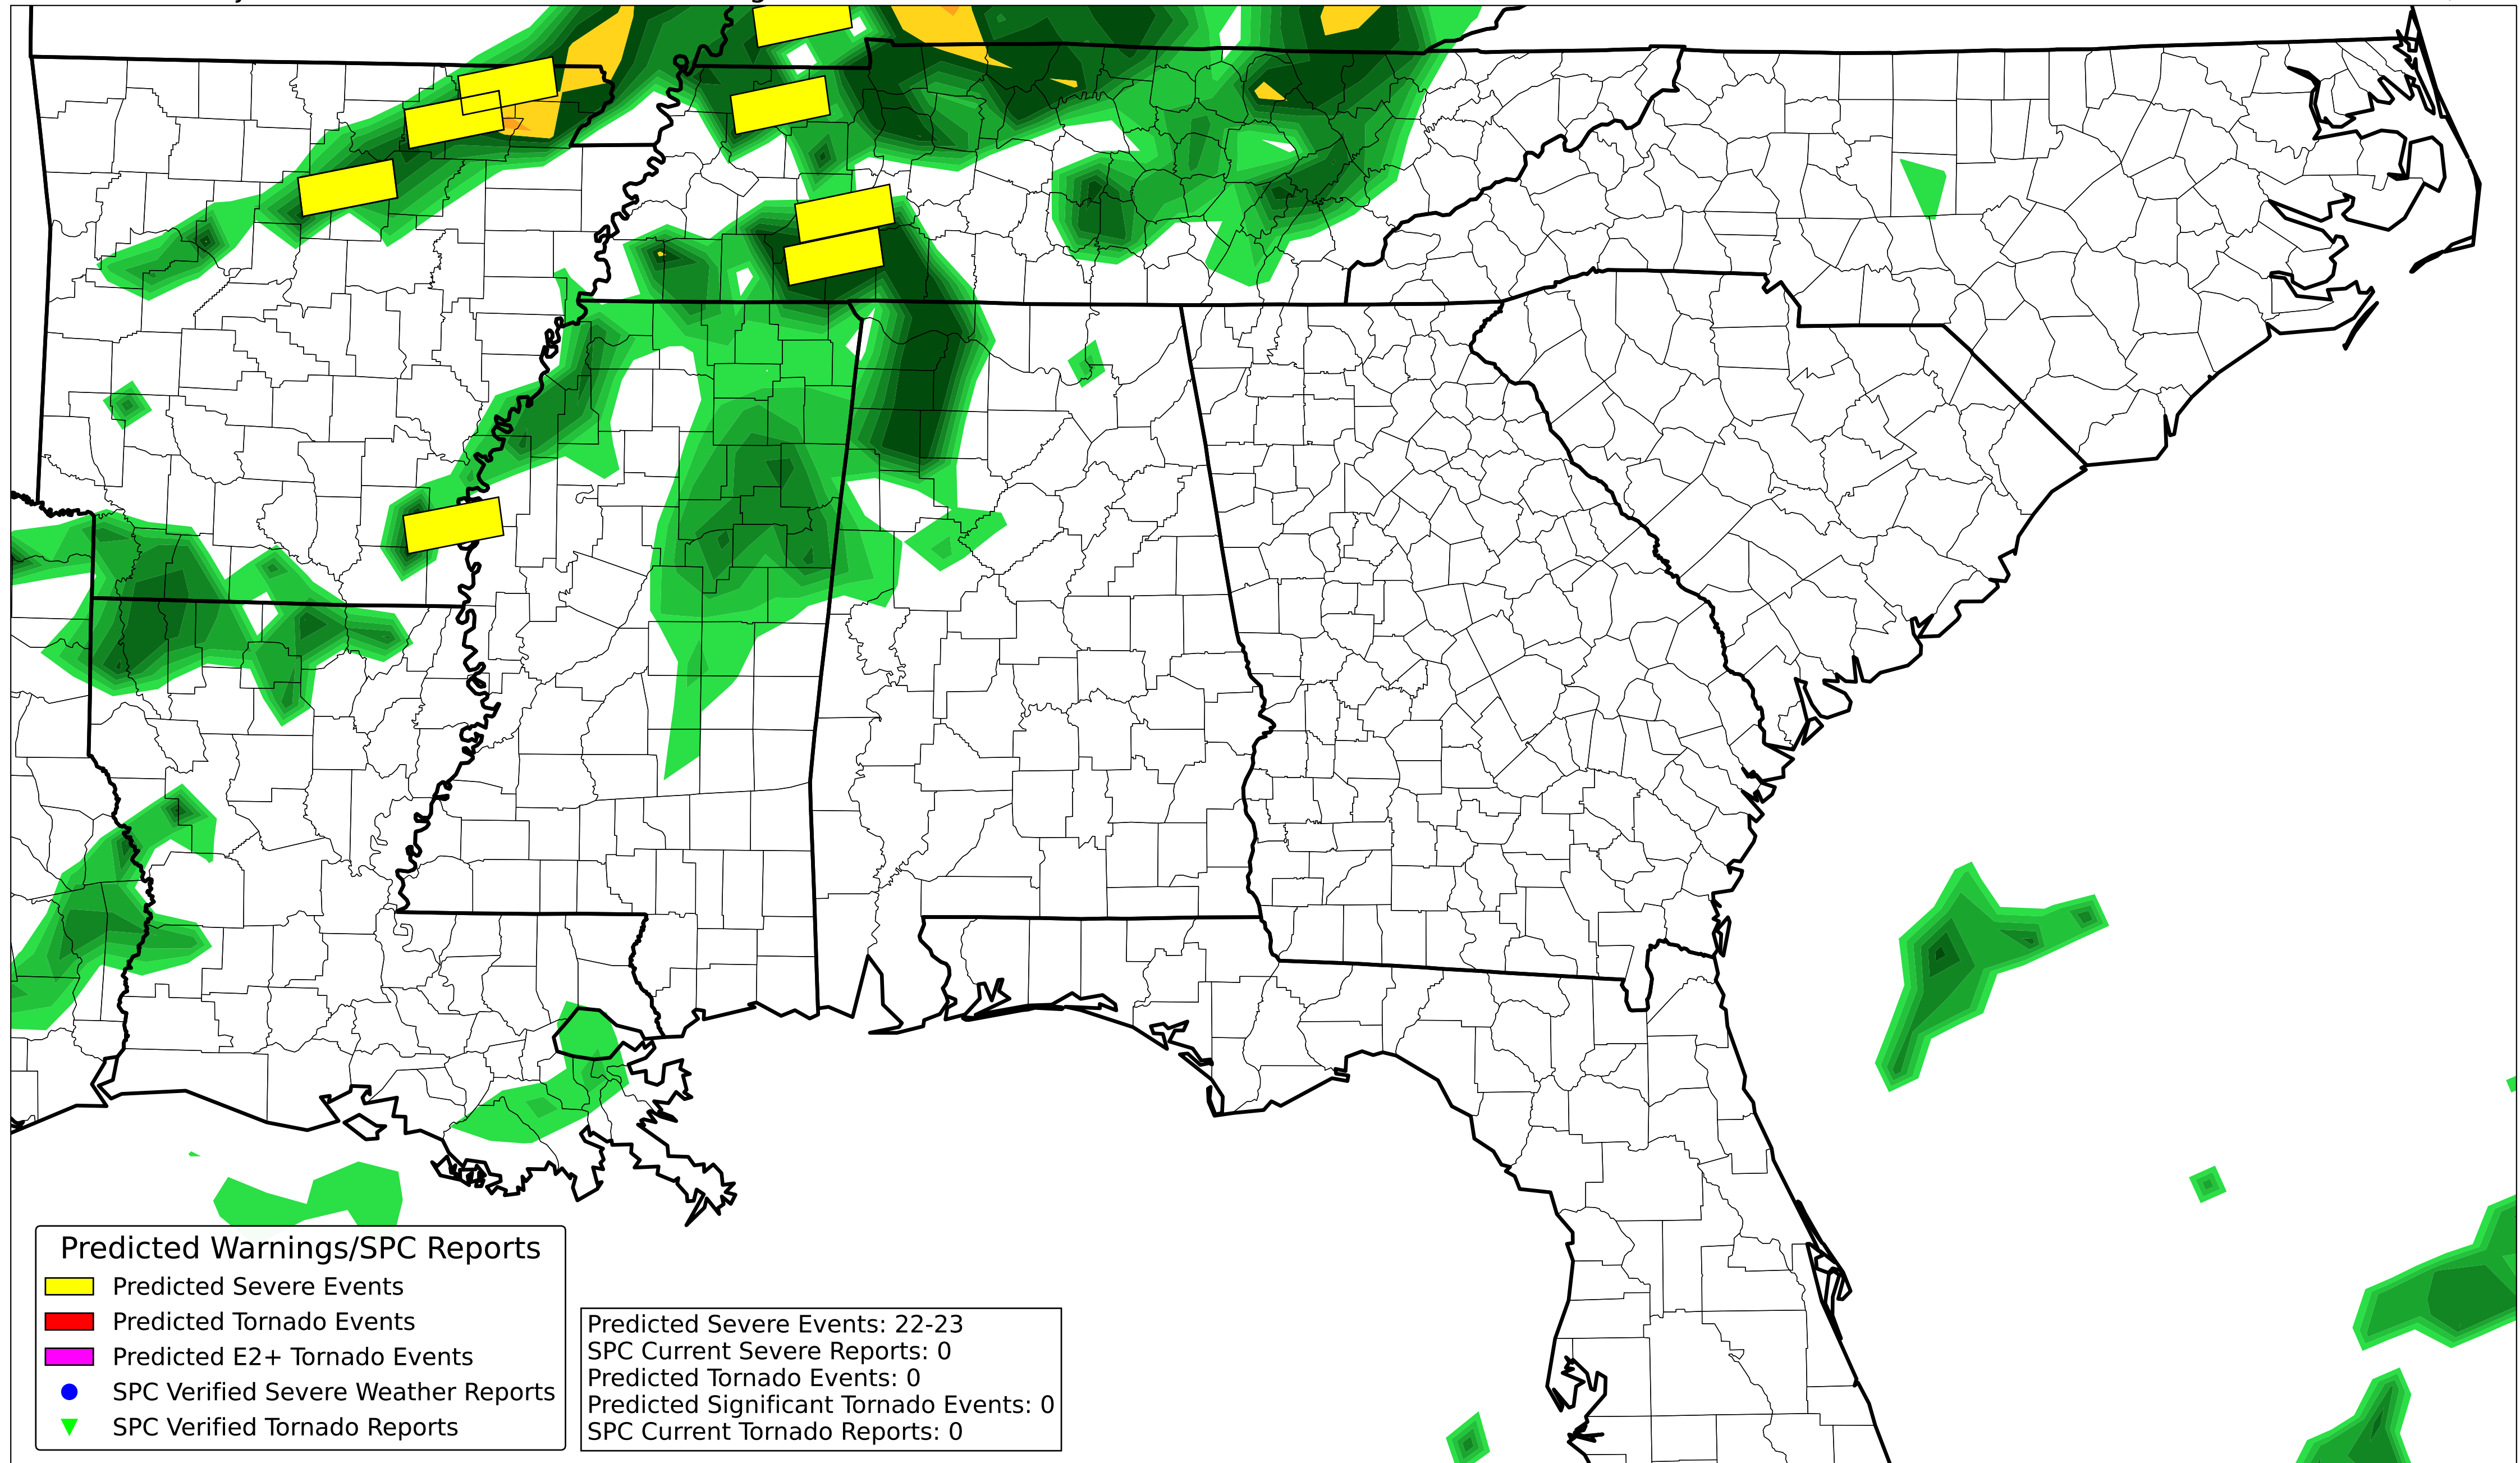 Predicted Warnings/SPC Reports
Predicted Severe Events
Predicted Tornado Events
Predicted E2+ Tornado Events
SPC Verified Severe Weather Reports
SPC Verified Tornado Reports
Predicted Severe Events: 22-23
SPC Current Severe Reports: 0
Predicted Tornado Events: 0
Predicted Significant Tornado Events: 0
SPC Current Tornado Reports: 0